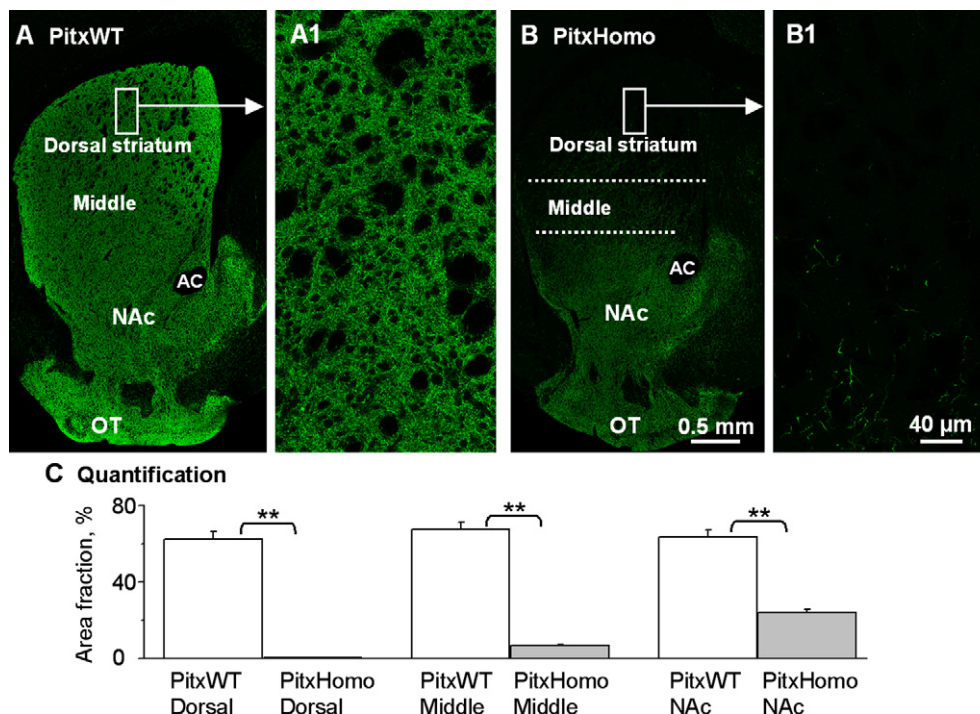 A PitxWT
A1
B PitxHomo
B1
Dorsal striatum
Middle
AC
NAc
OT
Dorsal striatum
Middle
AC
NAc
OT
0.5 mm
40 µm
C Quantification
Area fraction, %
80
40
0
**
**
**
PitxWT
Dorsal
PitxHomo
Dorsal
PitxWT
Middle
PitxHomo
Middle
PitxWT
NAc
PitxHomo
NAc